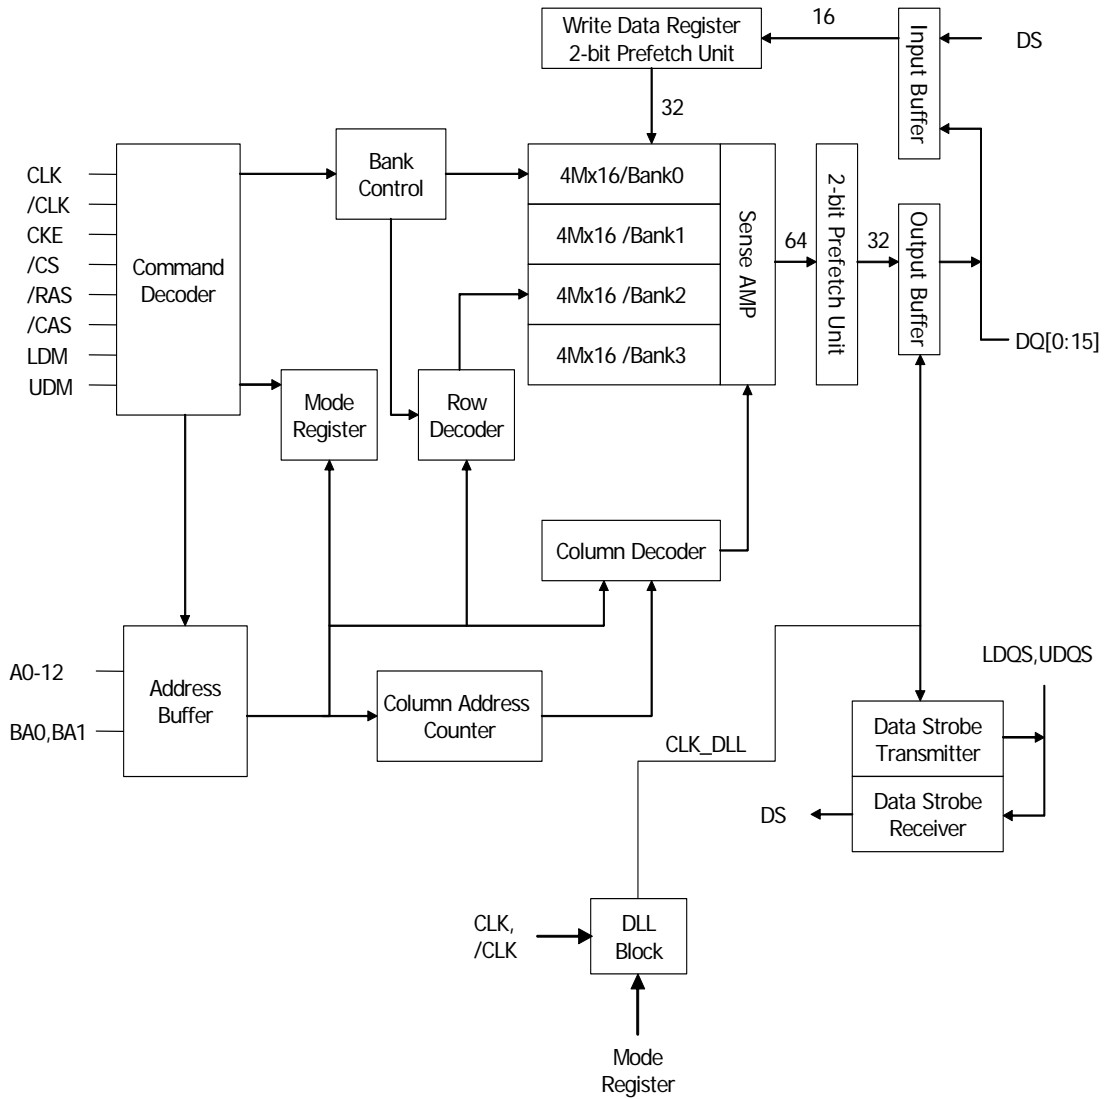 Write Data Register
2-bit Prefetch Unit
16
Input Buffer
DS
32
Bank
Control
CLK
/CLK
CKE
/CS
/RAS
/CAS
LDM
UDM
Command
Decoder
4Mx16/Bank0
4Mx16 /Bank1
4Mx16 /Bank2
4Mx16 /Bank3
Sense AMP
64
2-bit Prefetch Unit
32
Output Buffer
DQ[0:15]
Mode
Register
Row
Decoder
Column Decoder
A0-12
BA0,BA1
Address
Buffer
Column Address
Counter
CLK_DLL
LDQS,UDQS
Data Strobe
Transmitter
Data Strobe
Receiver
DS
CLK,
/CLK
DLL
Block
Mode
Register